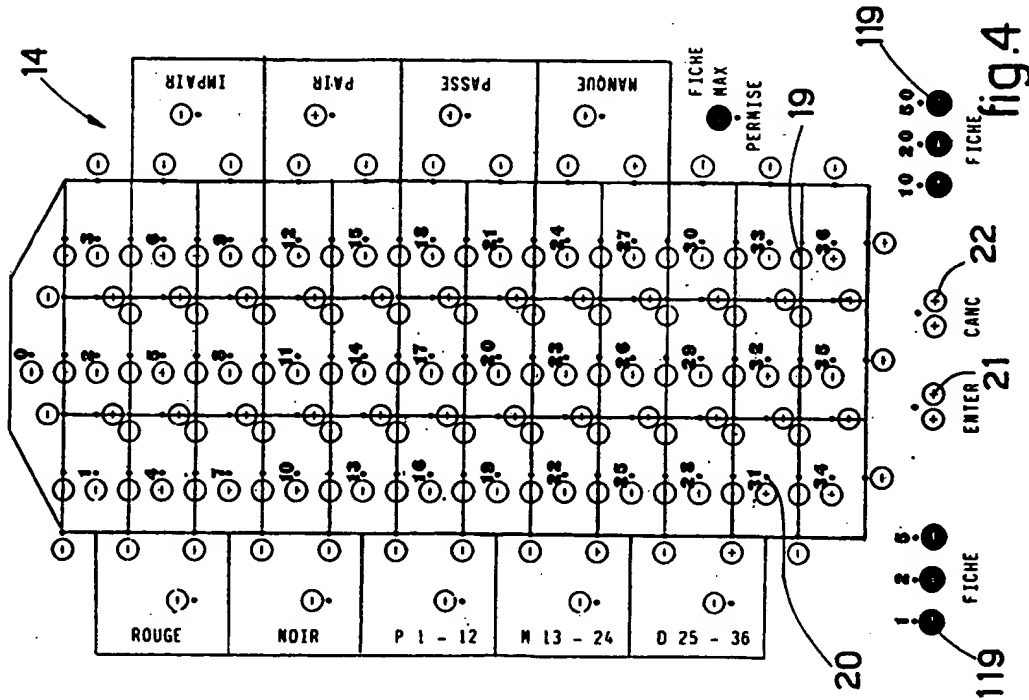 14
0
1 2 3
4 5 6
7 8 9
10 11 12
13 14 15
16 17 18
19 20 21
22 23 24
25 26 27
28 29 30
31 32 33
34 35 36
ROUGE
NOIR
P 1 - 12
M 13 - 24
D 25 - 36
IMPAIR
PAIR
PASSE
MANQUE
FICHE
MAX
PERMISE
19
20
1 2 5
FICHE
119
ENTER
21
CANC
22
10 20 50
FICHE
119
fig.4